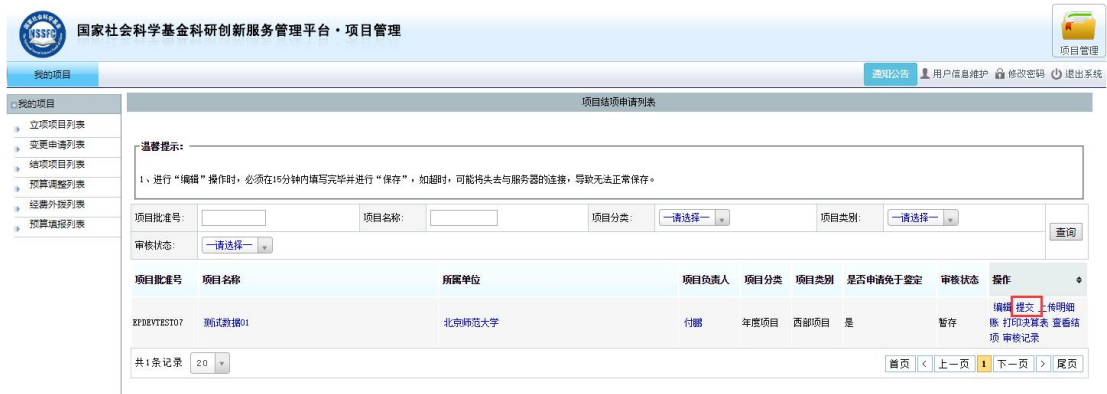 NSSFC
国家社会科学基金科研创新服务管理平台·项目管理
项目管理
我的项目
通知公告 用户信息维护 修改密码 退出系统
我的项目
立项项目列表
变更申请列表
结项项目列表
预算调整列表
经费外拨列表
预算填报列表
项目结项申请列表
温馨提示：
1、进行“编辑”操作时，必须在15分钟内填写完毕并进行“保存”，如超时，可能将失去与服务器的连接，导致无法正常保存。
项目批准号： 项目名称： 项目分类： —请选择— 项目类别： —请选择—
审核状态： —请选择—
查询
项目批准号 项目名称 所属单位 项目负责人 项目分类 项目类别 是否申请免于鉴定 审核状态 操作
EPDEVTEST07 测试数据01 北京师范大学 付鹏 年度项目 西部项目 是 暂存 编辑 提交 上传明细
账 打印决算表 查看结
项 审核记录
共1条记录 20 首页 < 上一页 1 下一页 > 尾页